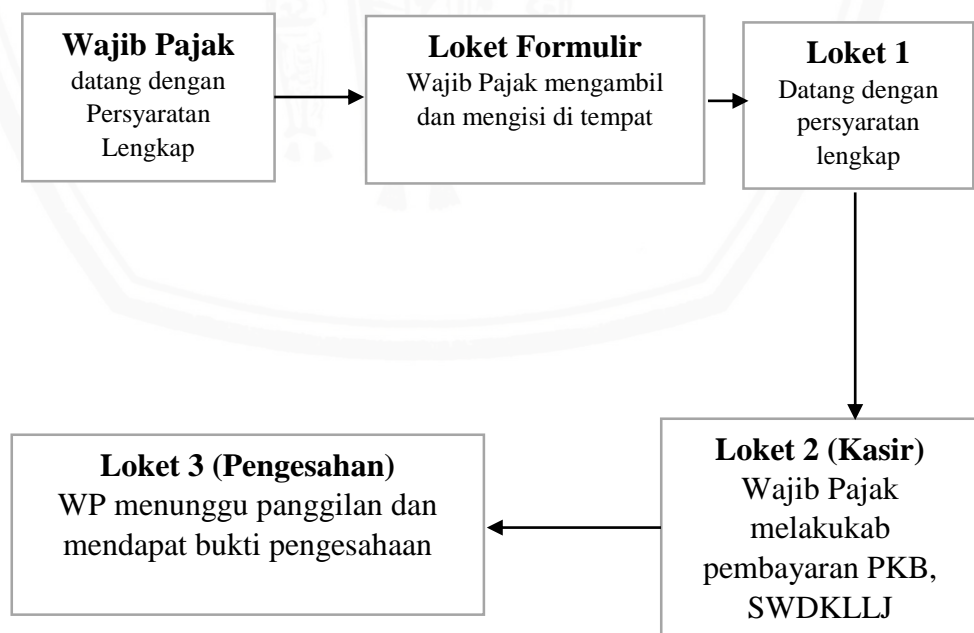 Wajib Pajak
datang dengan
Persyaratan
Lengkap
Loket Formulir
Wajib Pajak mengambil
dan mengisi di tempat
Loket 1
Datang dengan
persyaratan
lengkap
Loket 2 (Kasir)
Wajib Pajak
melakukab
pembayaran PKB,
SWDKLLJ
Loket 3 (Pengesahan)
WP menunggu panggilan dan
mendapat bukti pengesahaan